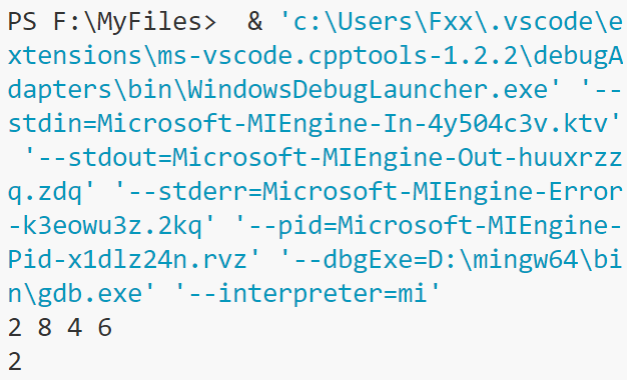 PS F:\MyFiles>  & 'c:\Users\Fxx\.vscode\e
xtensions\ms-vscode.cpptools-1.2.2\debugA
dapters\bin\WindowsDebugLauncher.exe' '--
stdin=Microsoft-MIEngine-In-4y504c3v.ktv'
 '--stdout=Microsoft-MIEngine-Out-huuxrzz
q.zdq' '--stderr=Microsoft-MIEngine-Error
-k3eowu3z.2kq' '--pid=Microsoft-MIEngine-
Pid-x1dlz24n.rvz' '--dbgExe=D:\mingw64\bi
n\gdb.exe' '--interpreter=mi'
2 8 4 6
2